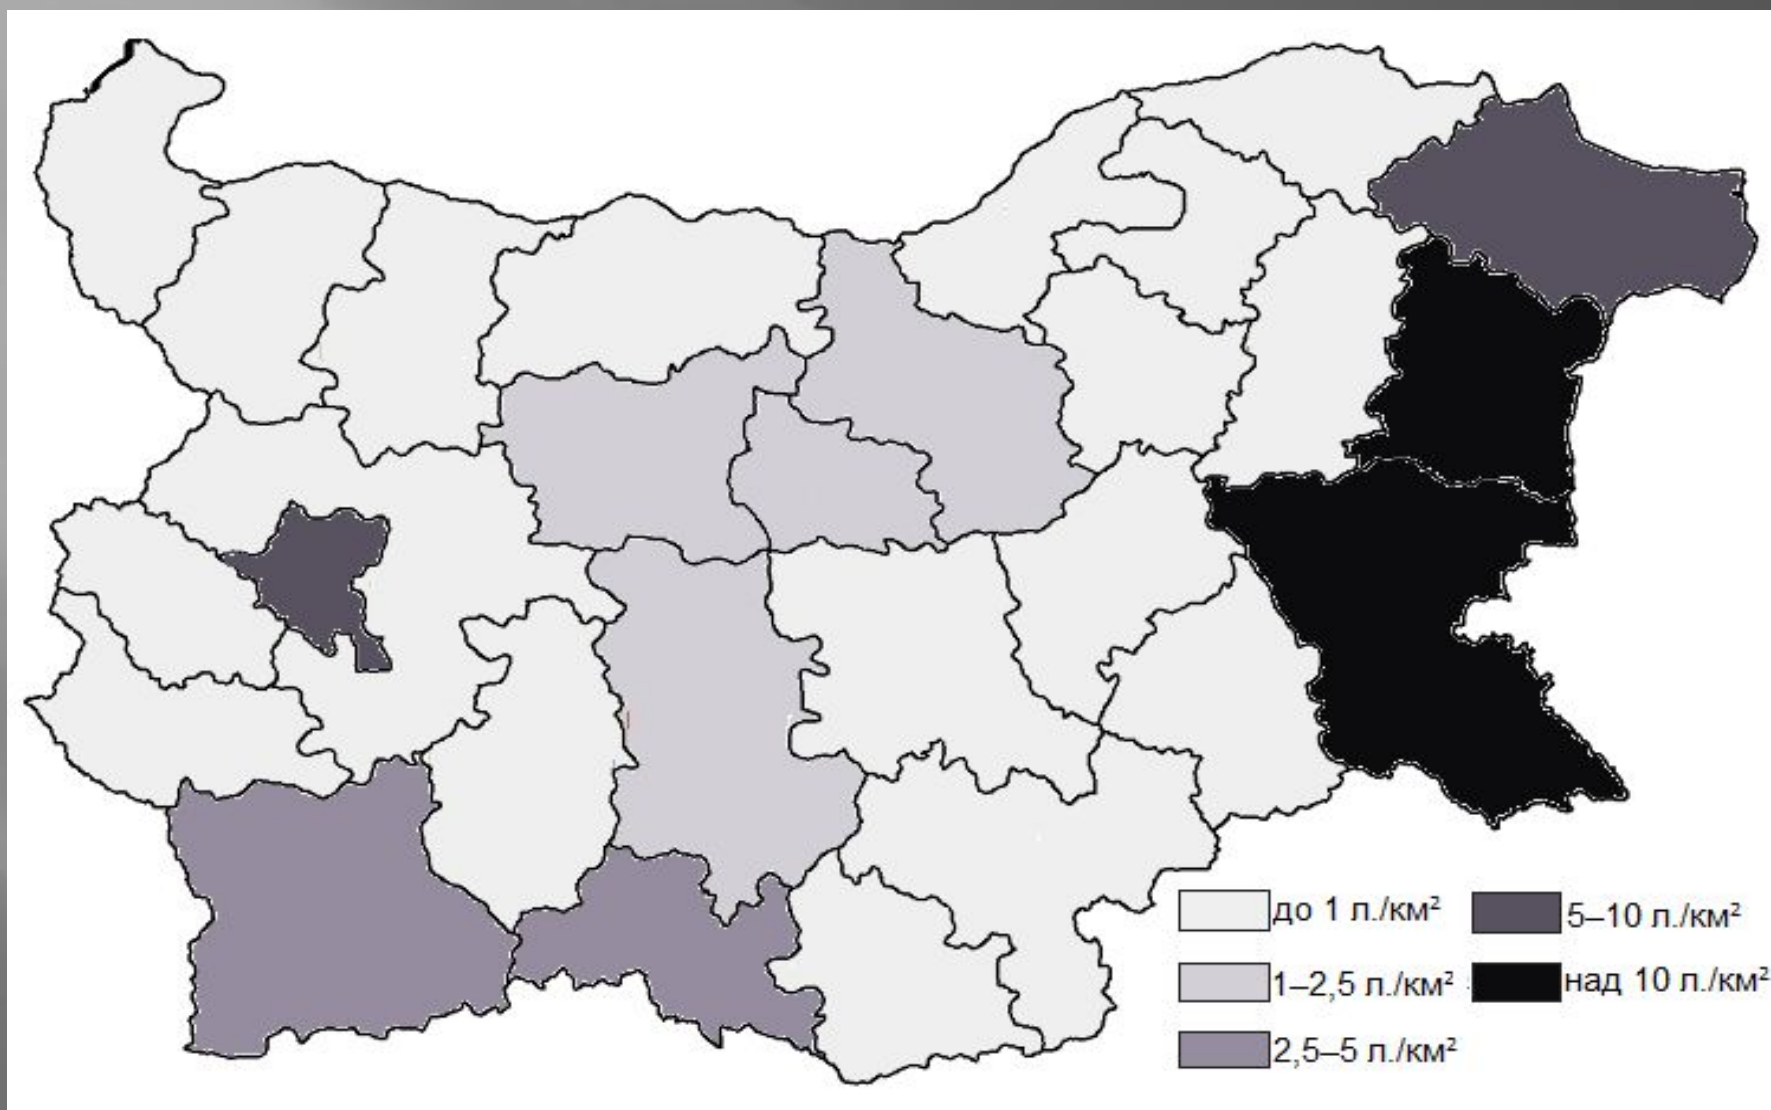 до 1 л./км²
1–2,5 л./км²
2,5–5 л./км²
5–10 л./км²
над 10 л./км²